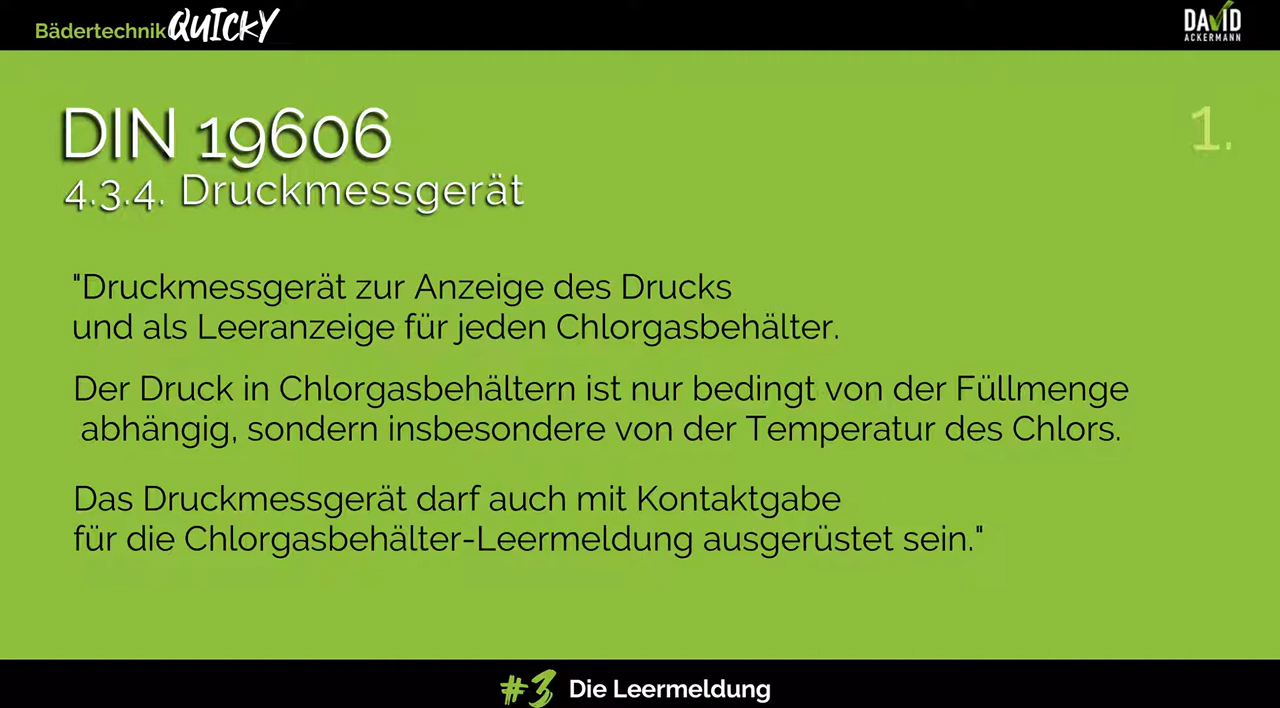 Bädertechnik QUICKY
DAVID
ACKERMANN
DIN 19606
1.
4.3.4. Druckmessgerät
"Druckmessgerät zur Anzeige des Drucks
und als Leeranzeige für jeden Chlorgasbehälter.
Der Druck in Chlorgasbehältern ist nur bedingt von der Füllmenge
abhängig, sondern insbesondere von der Temperatur des Chlors.
Das Druckmessgerät darf auch mit Kontaktgabe
für die Chlorgasbehälter-Leermeldung ausgerüstet sein."
#3 Die Leermeldung